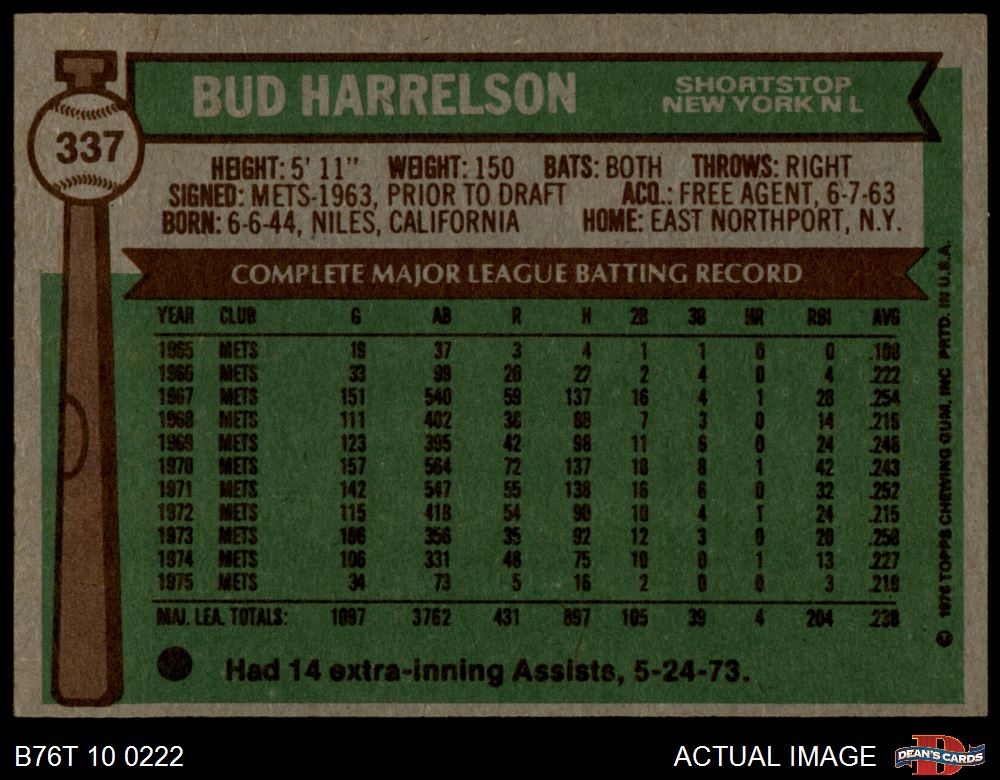 337
BUD HARRELSON
SHORTSTOP
NEW YORK N L
HEIGHT: 5' 11" WEIGHT: 150 BATS: BOTH THROWS: RIGHT
SIGNED: METS-1963, PRIOR TO DRAFT ACQ.: FREE AGENT, 6-7-63
BORN: 6-6-44, NILES, CALIFORNIA HOME: EAST NORTHPORT, N.Y.
COMPLETE MAJOR LEAGUE BATTING RECORD
YEAR CLUB G AB R H 2B 3B HR RBI AVG
1965 METS 19 37 3 4 1 1 0 0 .108
1966 METS 33 99 20 22 2 4 0 4 .222
1967 METS 151 540 59 137 16 4 1 28 .254
1968 METS 111 402 38 88 7 3 0 14 .219
1969 METS 123 395 42 98 11 6 0 24 .248
1970 METS 157 564 72 137 18 8 1 42 .243
1971 METS 142 547 55 138 16 6 0 32 .252
1972 METS 115 418 54 90 10 4 1 24 .215
1973 METS 106 356 35 92 12 3 0 20 .258
1974 METS 106 331 48 75 10 0 1 13 .227
1975 METS 34 73 5 16 2 0 0 3 .219
MAJ. LEA. TOTALS: 1097 3762 431 897 105 39 4 204 .238
Had 14 extra-inning Assists, 5-24-73.
© 1976 TOPPS CHEWING GUM, INC PRTD. IN U.S.A.
B76T 10 0222
ACTUAL IMAGE
DEAN'S CARDS